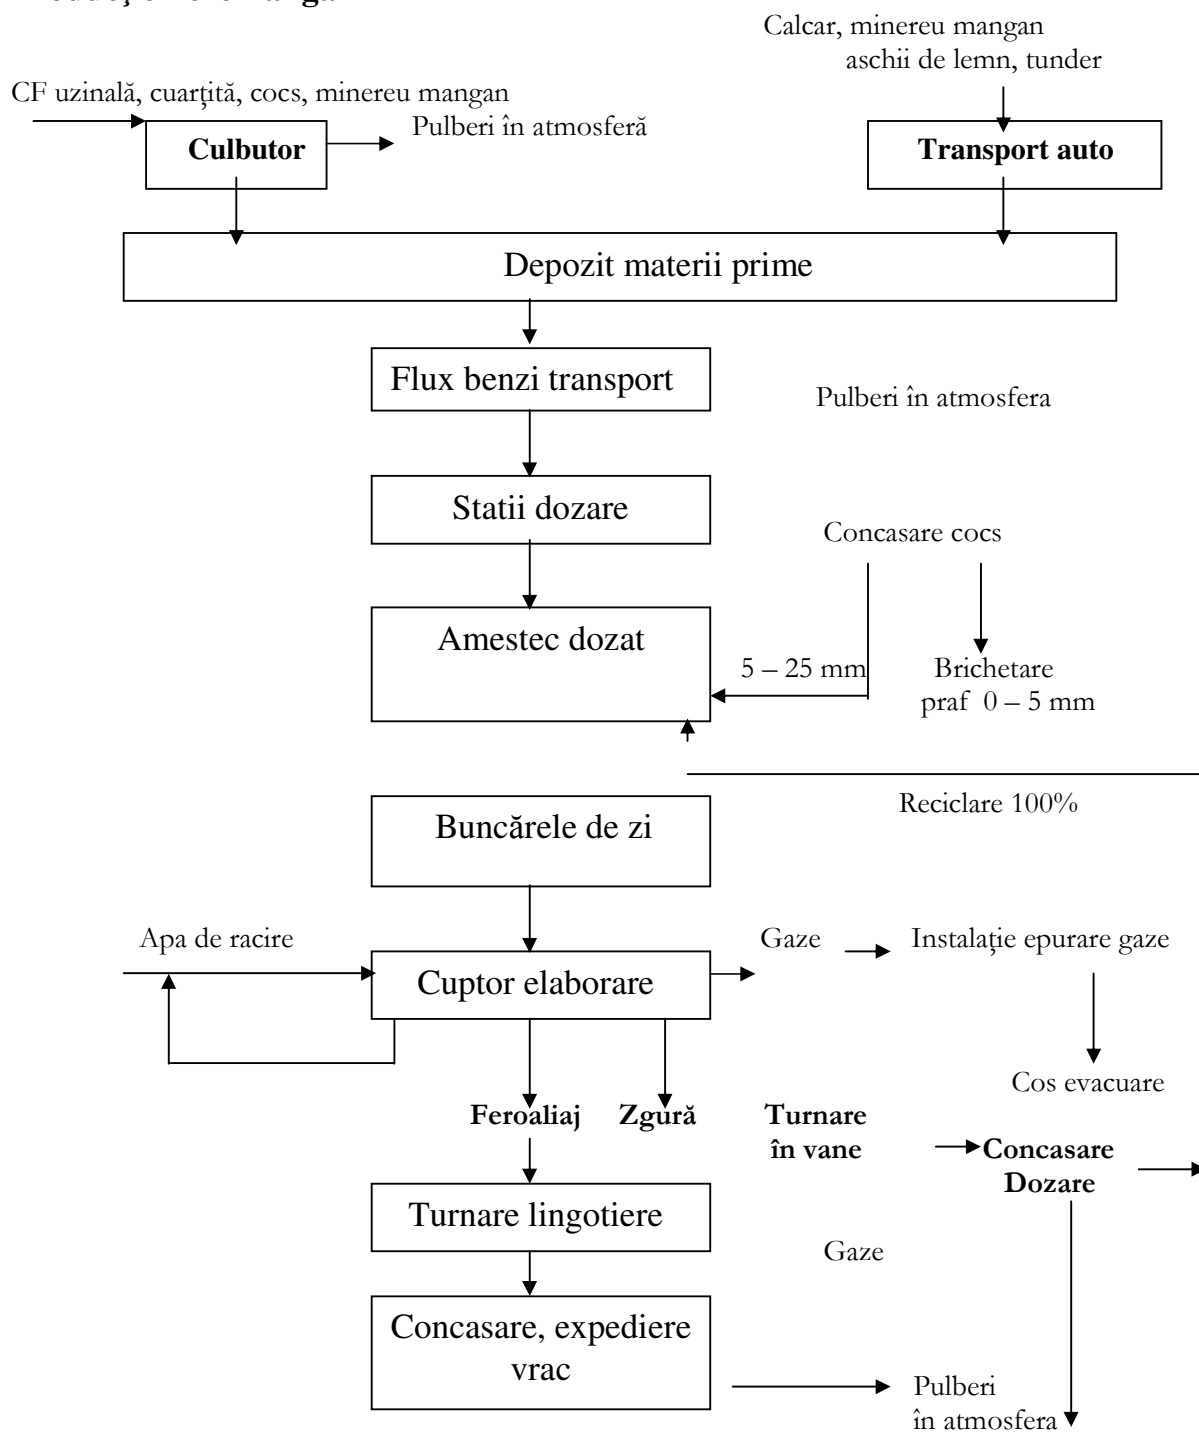 Calcar, minereu mangan
aschii de lemn, tunder
CF uzinală, cuarțită, cocs, minereu mangan
Pulberi în atmosferă
Culbutor
Transport auto
Depozit materii prime
Flux benzi transport
Pulberi în atmosfera
Statii dozare
Concasare cocs
Amestec dozat
5 – 25 mm
Brichetare
praf 0 – 5 mm
Reciclare 100%
Buncărele de zi
Apa de racire
Gaze
Instalație epurare gaze
Cuptor elaborare
Cos evacuare
Feroaliaj
Zgură
Turnare
în vane
Concasare
Dozare
Turnare lingotiere
Gaze
Concasare, expediere
vrac
Pulberi
în atmosfera